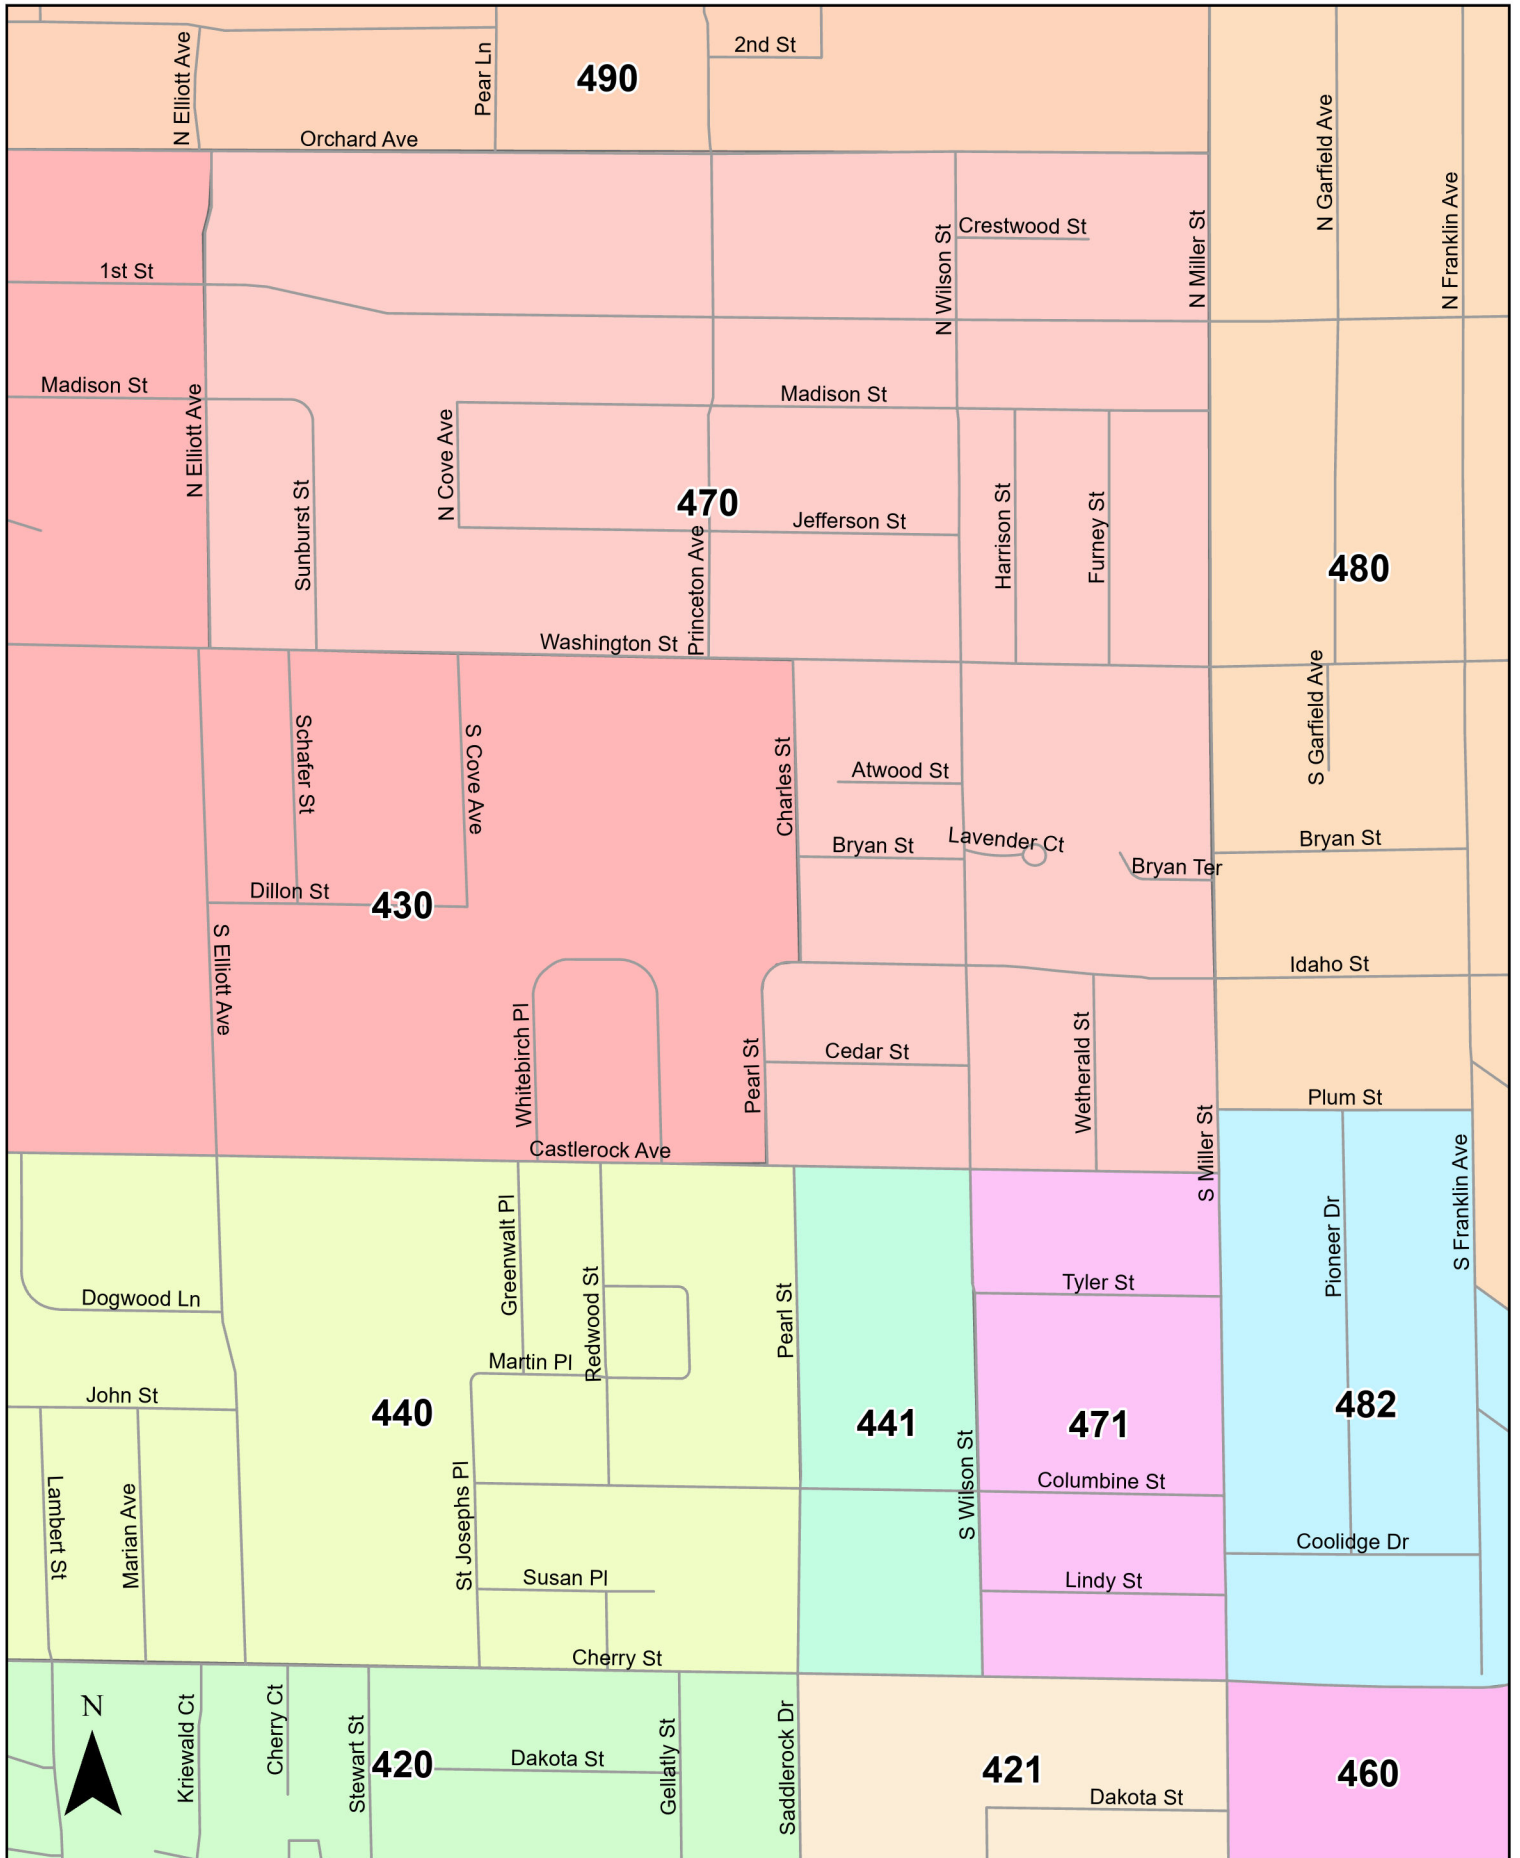 2nd St
N Elliott Ave
Pear Ln
490
Orchard Ave
N Garfield Ave
N Franklin Ave
Crestwood St
N Wilson St
N Miller St
1st St
Madison St
Madison St
N Elliott Ave
N Cove Ave
Sunburst St
470
Jefferson St
Harrison St
Furney St
480
Princeton Ave
Washington St
S Garfield Ave
Schafer St
S Cove Ave
Charles St
Atwood St
Bryan St
Lavender Ct
Bryan Ter
Bryan St
Dillon St
430
S Elliott Ave
Idaho St
Whitebirch Pl
Pearl St
Cedar St
Wetherald St
Plum St
Castlerock Ave
S Miller St
S Franklin Ave
Greenwalt Pl
Pioneer Dr
Dogwood Ln
Redwood St
Pearl St
Tyler St
Martin Pl
John St
440
441
471
482
Lambert St
Marian Ave
St Josephs Pl
S Wilson St
Columbine St
Coolidge Dr
Susan Pl
Lindy St
Cherry St
N
Kriewald Ct
Cherry Ct
Stewart St
420
Dakota St
Gellatly St
Saddlerock Dr
421
Dakota St
460